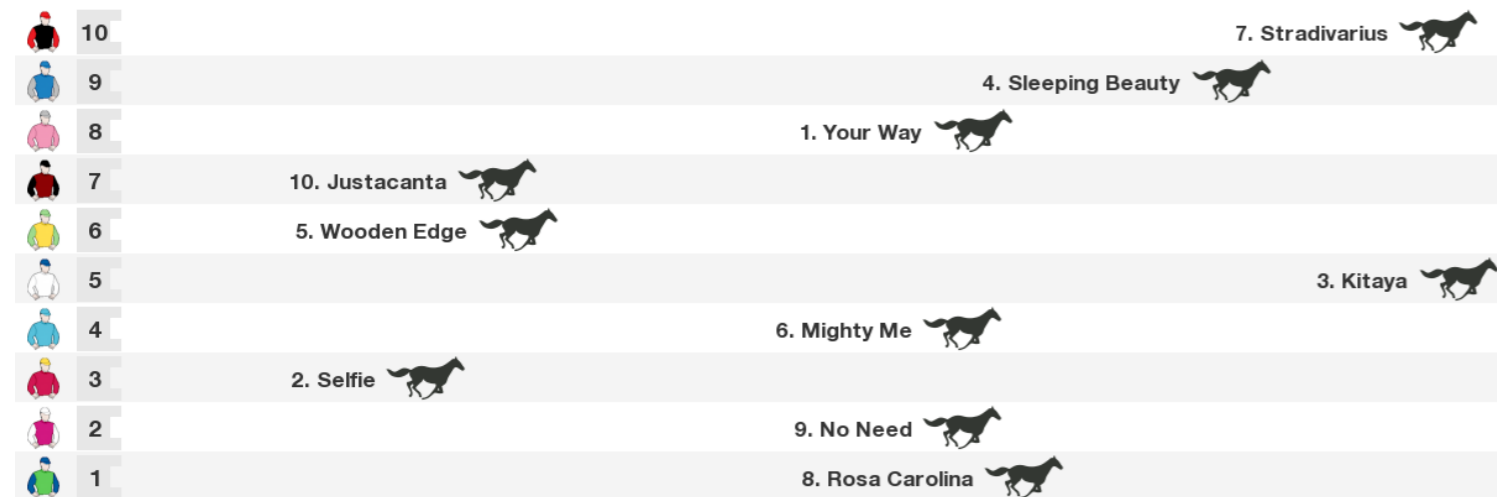 10 7. Stradivarius
9 4. Sleeping Beauty
8 1. Your Way
7 10. Justacanta
6 5. Wooden Edge
5 3. Kitaya
4 6. Mighty Me
3 2. Selfie
2 9. No Need
1 8. Rosa Carolina